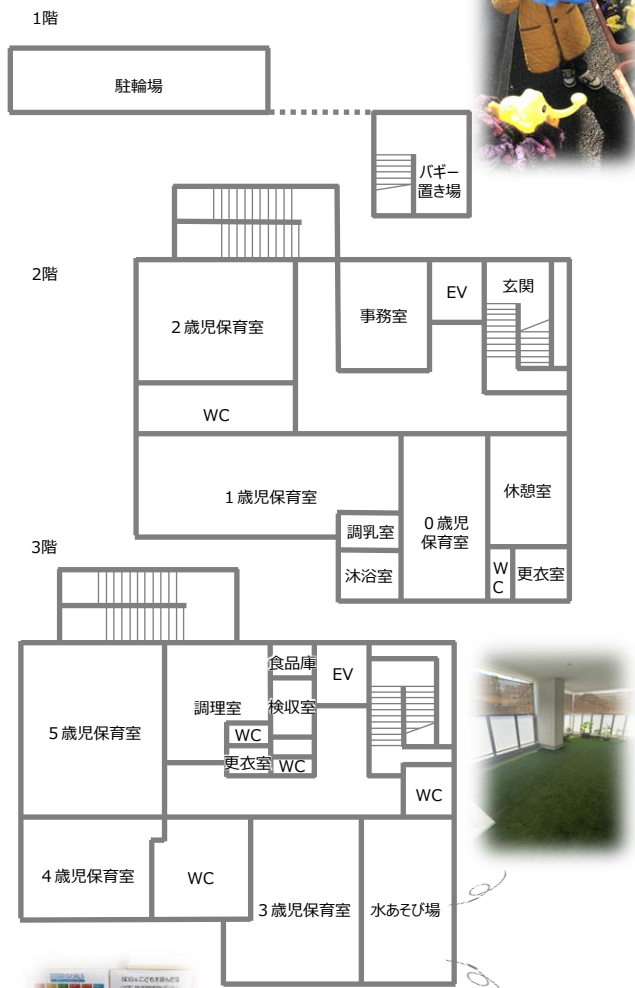 1階
駐輪場
バギー
置き場
2階
2歳児保育室
事務室
EV
玄関
WC
1歳児保育室
調乳室
沐浴室
0歳児
保育室
休憩室
W
C
更衣室
3階
5歳児保育室
調理室
食品庫
検収室
EV
WC
更衣室
WC
WC
4歳児保育室
WC
3歳児保育室
水あそび場